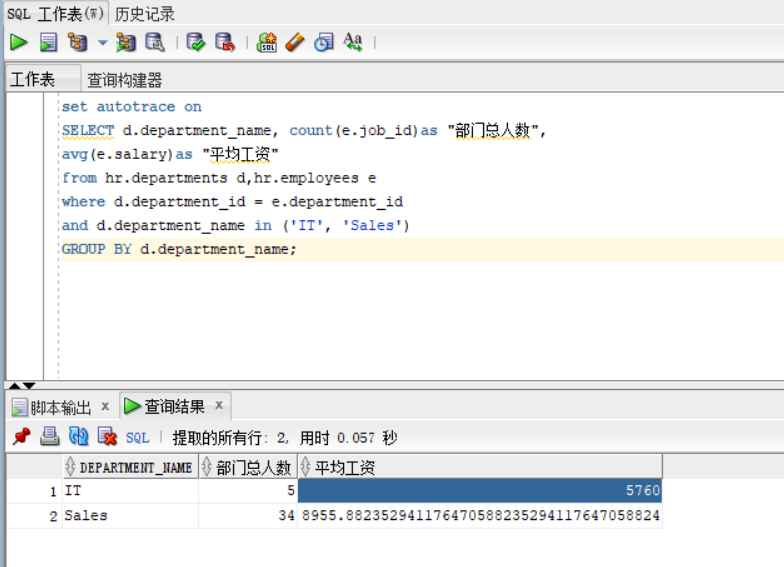 SQL 工作表(W) 历史记录
SQL
Aa
工作表 查询构建器
set autotrace on
SELECT d.department_name, count(e.job_id)as "部门总人数",
avg(e.salary)as "平均工资"
from hr.departments d,hr.employees e
where d.department_id = e.department_id
and d.department_name in ('IT', 'Sales')
GROUP BY d.department_name;
脚本输出 x 查询结果 x
SQL 提取的所有行: 2, 用时 0.057 秒
DEPARTMENT_NAME 部门总人数 平均工资
1 IT 5 5760
2 Sales 34 8955.882352941176470588235294117647058824